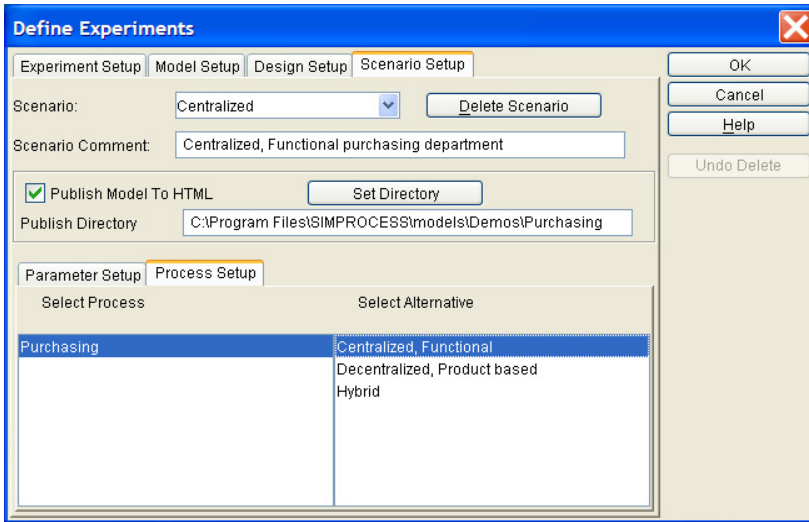 Define Experiments
Experiment Setup Model Setup Design Setup Scenario Setup
OK
Cancel
Help
Undo Delete
Scenario: Centralized Delete Scenario
Scenario Comment: Centralized, Functional purchasing department
Publish Model To HTML Set Directory
Publish Directory C:\Program Files\SIMPROCESS\models\Demos\Purchasing
Parameter Setup Process Setup
Select Process Select Alternative
Purchasing Centralized, Functional
Decentralized, Product based
Hybrid